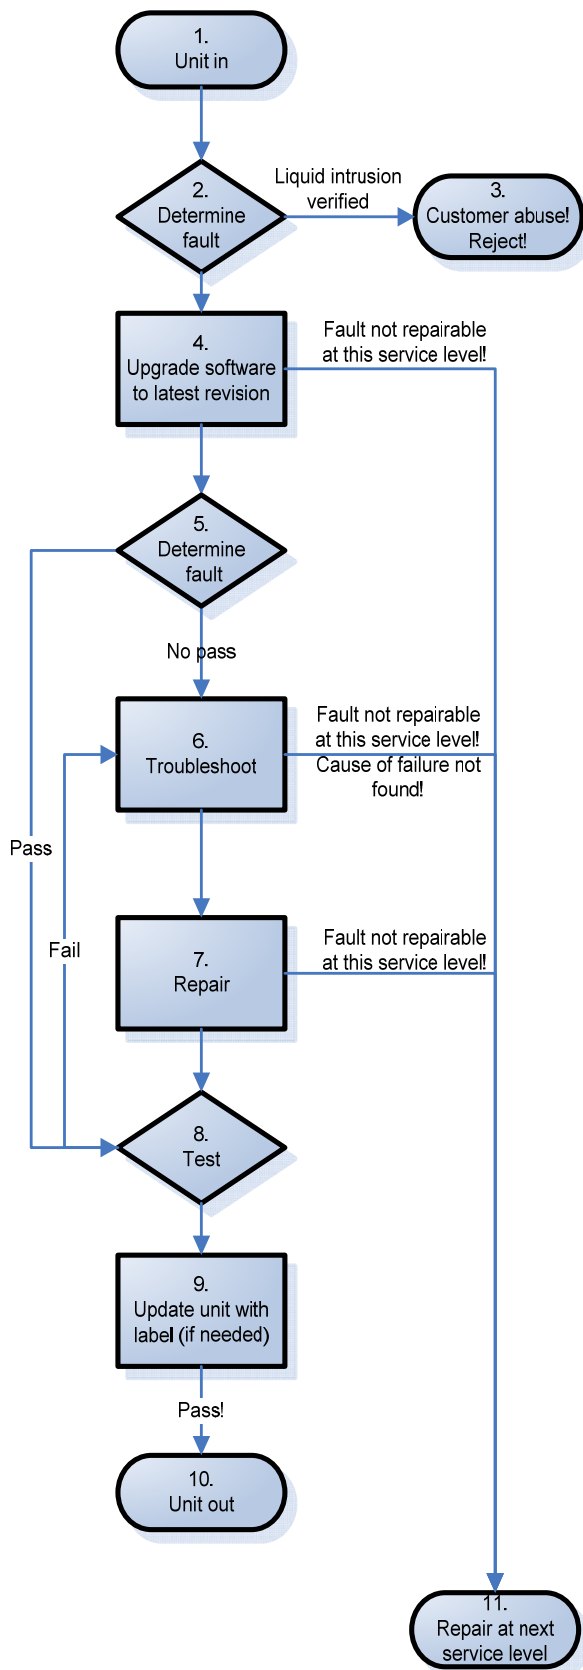 1.
Unit in
2.
Determine
fault
Liquid intrusion
verified
3.
Customer abuse!
Reject!
4.
Upgrade software
to latest revision
Fault not repairable
at this service level!
5.
Determine
fault
No pass
6.
Troubleshoot
Fault not repairable
at this service level!
Cause of failure not
found!
Pass
Fail
7.
Repair
Fault not repairable
at this service level!
8.
Test
9.
Update unit with
label (if needed)
Pass!
10.
Unit out
11.
Repair at next
service level